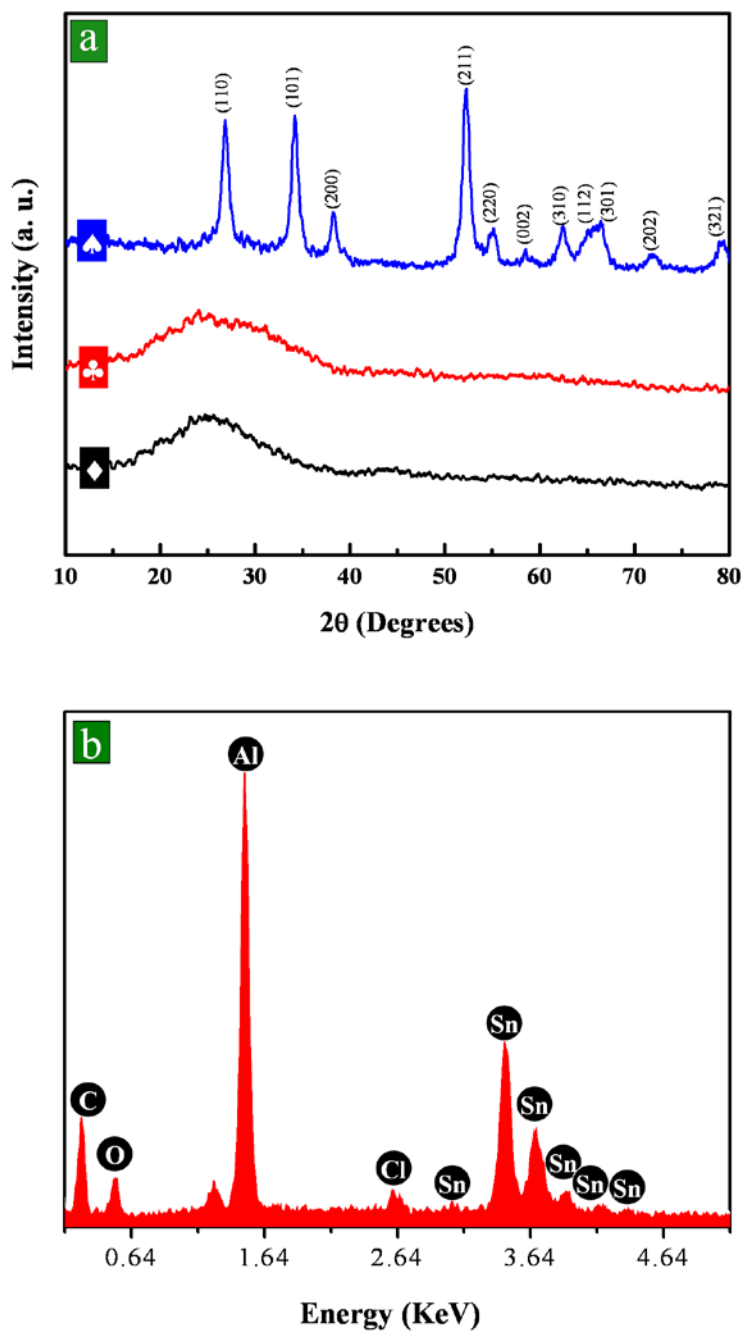 a
(110)
(101)
(200)
(211)
(220)
(002)
(310)
(112)
(301)
(202)
(321)
♠
♣
♦
Intensity (a. u.)
10 20 30 40 50 60 70 80
2θ (Degrees)
b
Al
C
O
Cl
Sn
Sn
Sn
Sn
Sn
Sn
0.64 1.64 2.64 3.64 4.64
Energy (KeV)